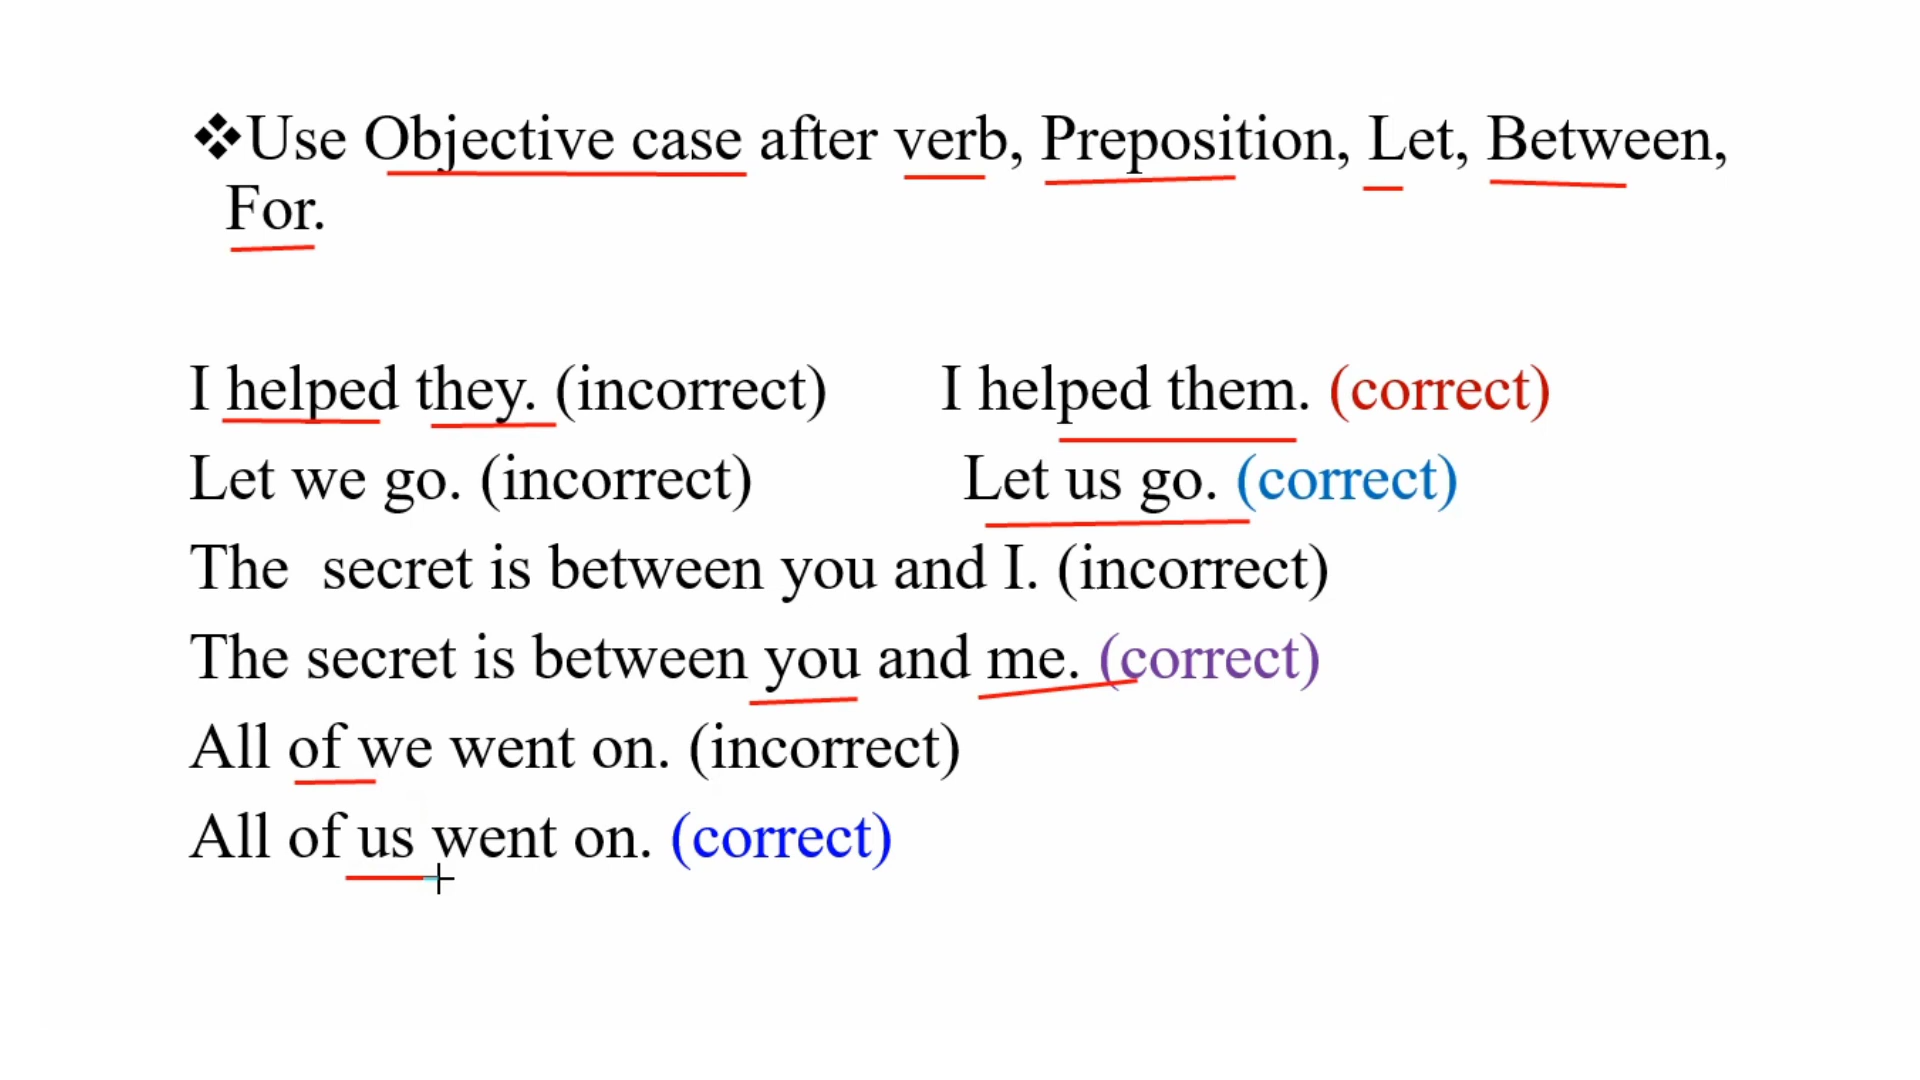 ❖Use Objective case after verb, Preposition, Let, Between,
For.
I helped they. (incorrect) I helped them. (correct)
Let we go. (incorrect) Let us go. (correct)
The secret is between you and I. (incorrect)
The secret is between you and me. (correct)
All of we went on. (incorrect)
All of us went on. (correct)